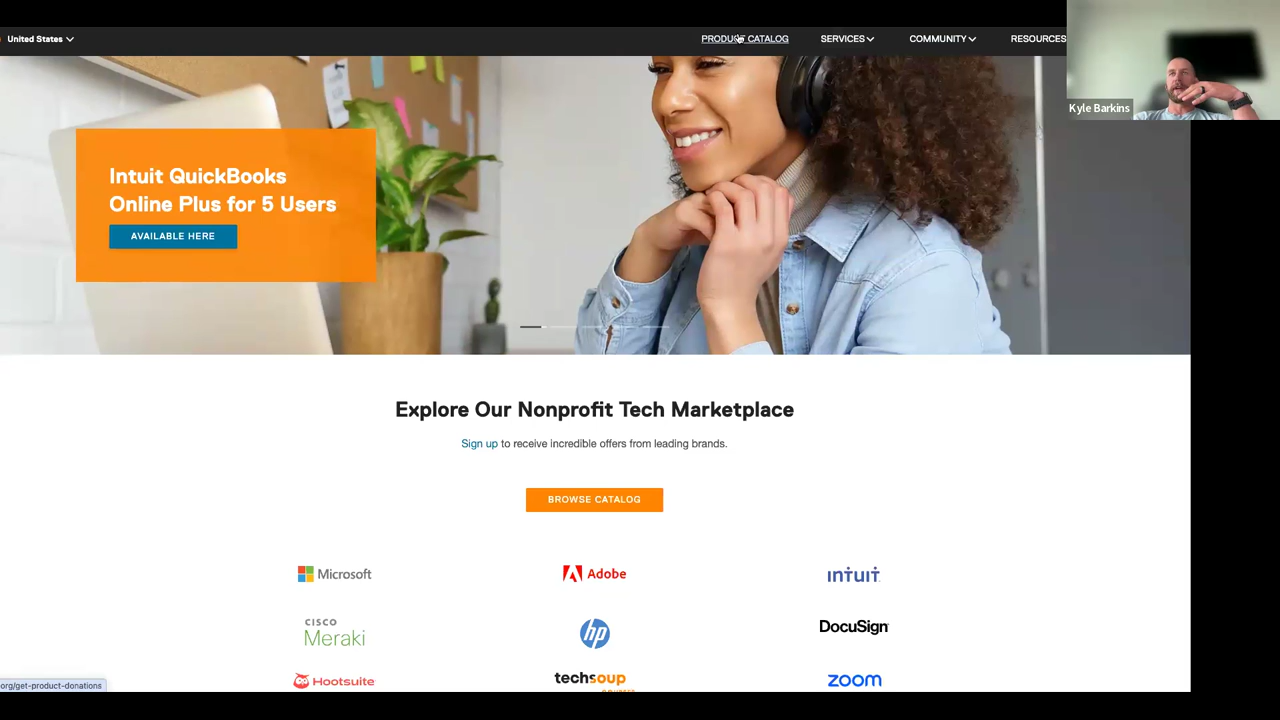 United States
PRODUCT CATALOG
SERVICES
COMMUNITY
RESOURCES
Kyle Barkins
Intuit QuickBooks
Online Plus for 5 Users
AVAILABLE HERE
Explore Our Nonprofit Tech Marketplace
Sign up to receive incredible offers from leading brands.
BROWSE CATALOG
Microsoft
Adobe
INTUIT
CISCO
Meraki
hp
DocuSign
Hootsuite
techsoup
zoom
org/get-product-donations